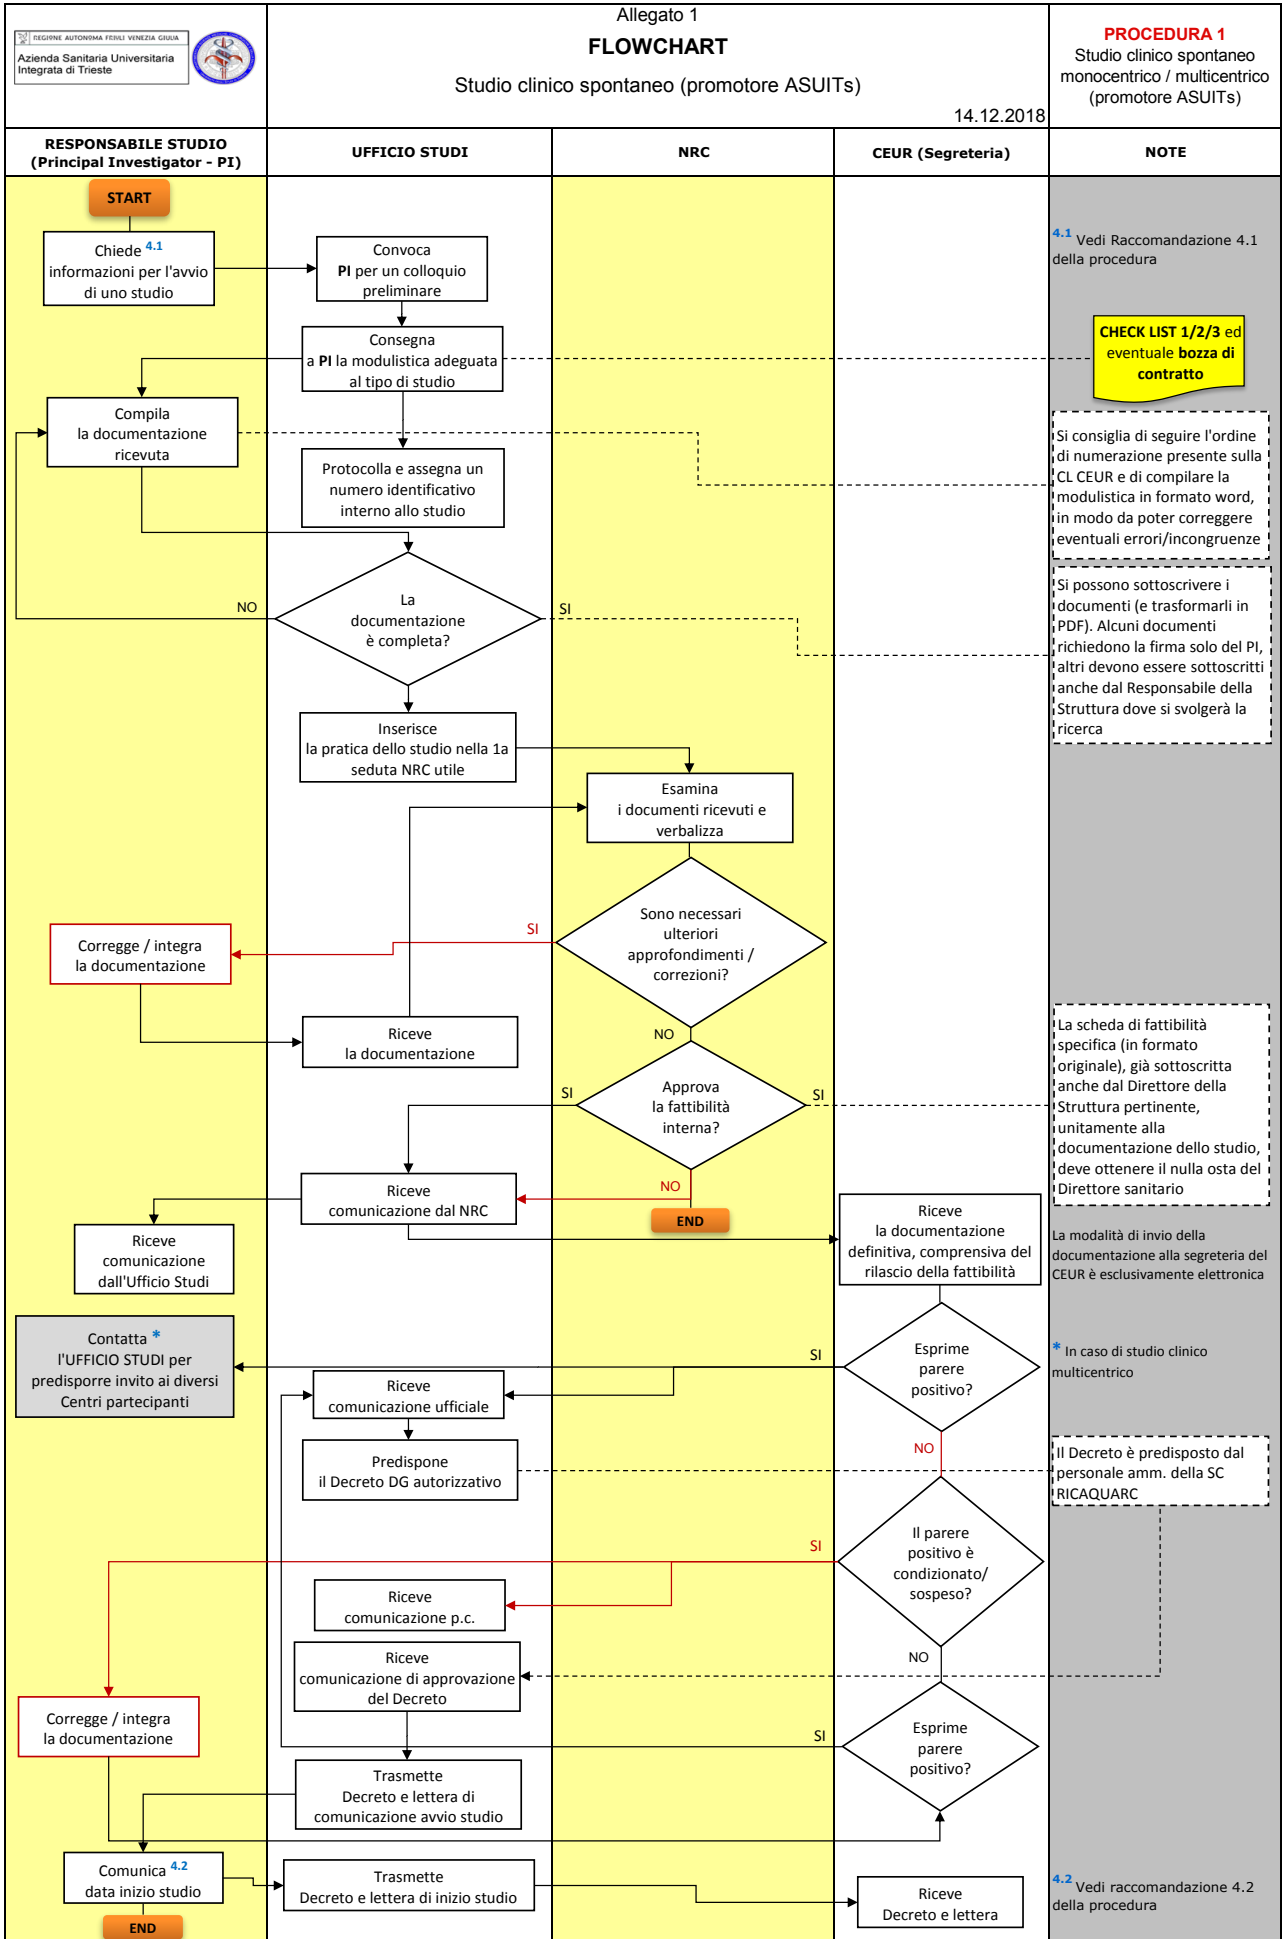 REGIONE AUTONOMA FRIULI VENEZIA GIULIA
Azienda Sanitaria Universitaria
Integrata di Trieste
Allegato 1
FLOWCHART
Studio clinico spontaneo (promotore ASUITs)
14.12.2018
PROCEDURA 1
Studio clinico spontaneo
monocentrico / multicentrico
(promotore ASUITs)
RESPONSABILE STUDIO
(Principal Investigator - PI)
UFFICIO STUDI
NRC
CEUR (Segreteria)
NOTE
START
Chiede 4.1
informazioni per l'avvio
di uno studio
Convoca
PI per un colloquio
preliminare
4.1 Vedi Raccomandazione 4.1
della procedura
Consegna
a PI la modulistica adeguata
al tipo di studio
CHECK LIST 1/2/3 ed
eventuale bozza di
contratto
Compila
la documentazione
ricevuta
Protocolla e assegna un
numero identificativo
interno allo studio
Si consiglia di seguire l'ordine
di numerazione presente sulla
CL CEUR e di compilare la
modulistica in formato word,
in modo da poter correggere
eventuali errori/incongruenze
NO
La
documentazione
è completa?
SI
Si possono sottoscrivere i
documenti (e trasformarli in
PDF). Alcuni documenti
richiedono la firma solo del PI,
altri devono essere sottoscritti
anche dal Responsabile della
Struttura dove si svolgerà la
ricerca
Inserisce
la pratica dello studio nella 1a
seduta NRC utile
Esamina
i documenti ricevuti e
verbalizza
Sono necessari
ulteriori
approfondimenti /
correzioni?
SI
Corregge / integra
la documentazione
Riceve
la documentazione
NO
La scheda di fattibilità
specifica (in formato
originale), già sottoscritta
anche dal Direttore della
Struttura pertinente,
unitamente alla
documentazione dello studio,
deve ottenere il nulla osta del
Direttore sanitario
SI
Approva
la fattibilità
interna?
SI
NO
END
Riceve
comunicazione dal NRC
Riceve
comunicazione
dall'Ufficio Studi
Riceve
la documentazione
definitiva, comprensiva del
rilascio della fattibilità
La modalità di invio della
documentazione alla segreteria del
CEUR è esclusivamente elettronica
Contatta *
l'UFFICIO STUDI per
predisporre invito ai diversi
Centri partecipanti
SI
Esprime
parere
positivo?
* In caso di studio clinico
multicentrico
Riceve
comunicazione ufficiale
NO
Predispone
il Decreto DG autorizzativo
Il Decreto è predisposto dal
personale amm. della SC
RICAQUARC
SI
Il parere
positivo è
condizionato/
sospeso?
Riceve
comunicazione p.c.
NO
Riceve
comunicazione di approvazione
del Decreto
Corregge / integra
la documentazione
SI
Esprime
parere
positivo?
Trasmette
Decreto e lettera di
comunicazione avvio studio
Comunica 4.2
data inizio studio
Trasmette
Decreto e lettera di inizio studio
Riceve
Decreto e lettera
4.2 Vedi raccomandazione 4.2
della procedura
END